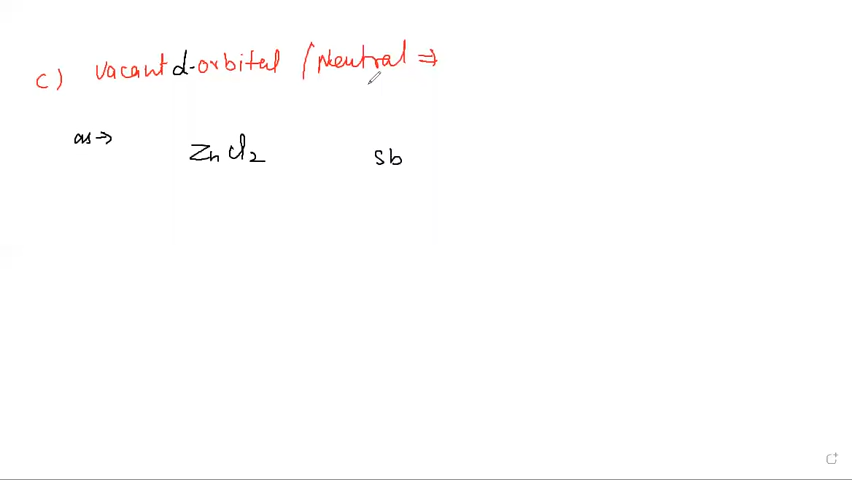 c) vacant d-orbital / Neutral ⇒
as → ZnCl2 sb